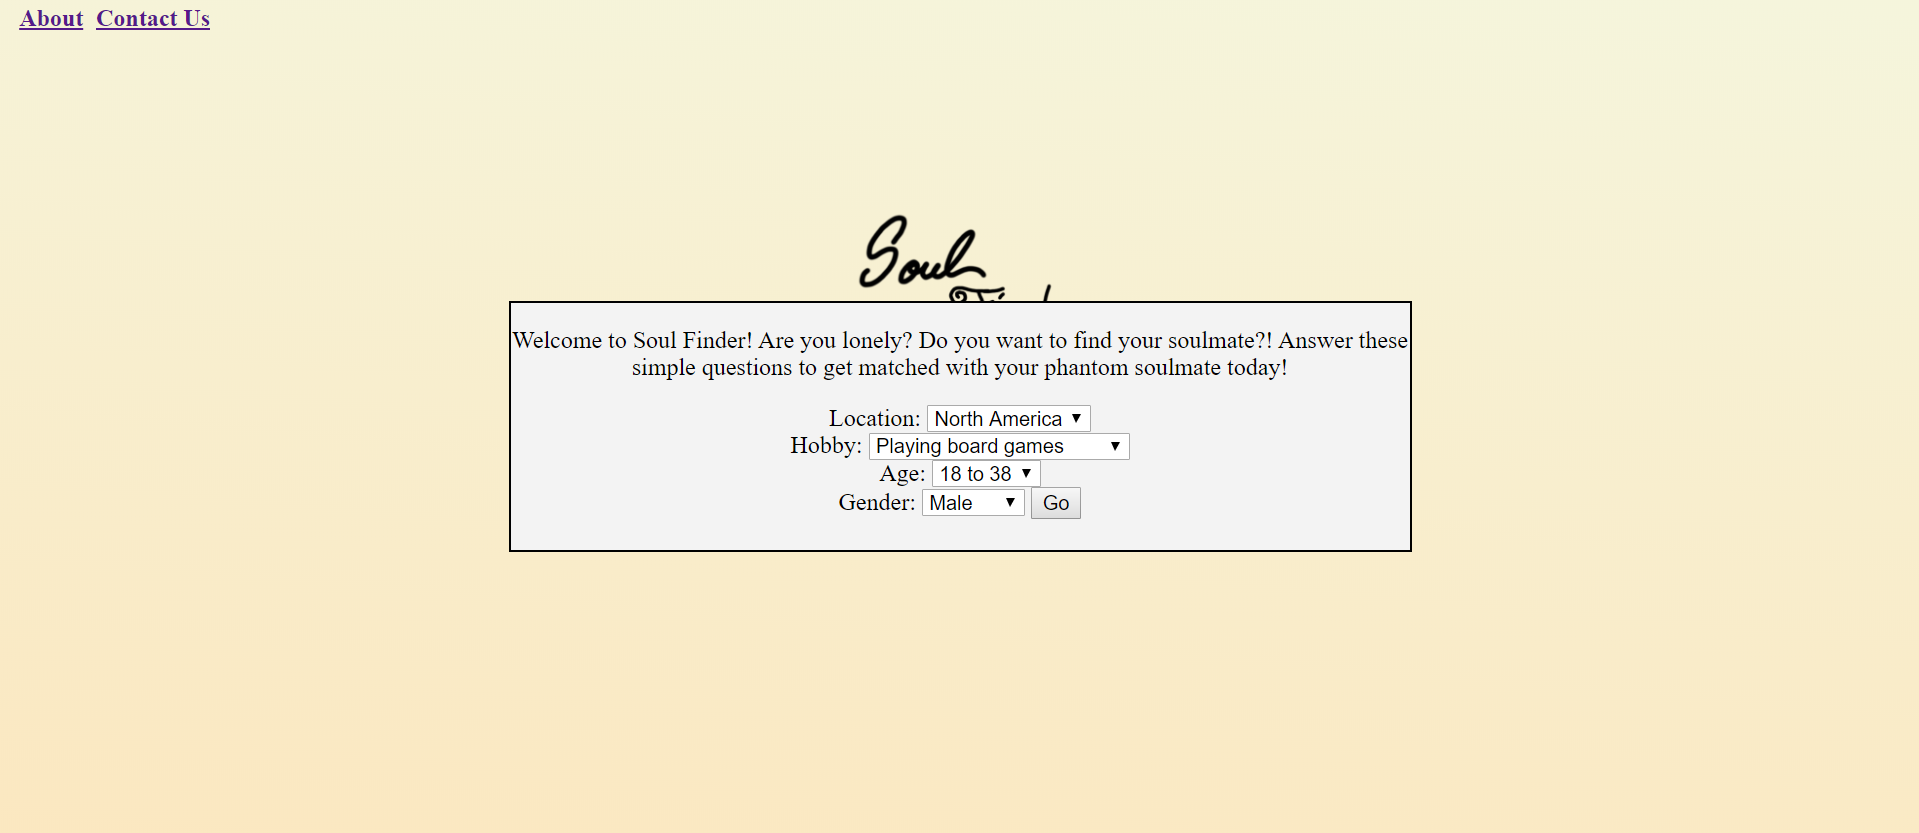 About Contact Us
Soul
Welcome to Soul Finder! Are you lonely? Do you want to find your soulmate?! Answer these
simple questions to get matched with your phantom soulmate today!
Location: North America
Hobby: Playing board games
Age: 18 to 38
Gender: Male Go